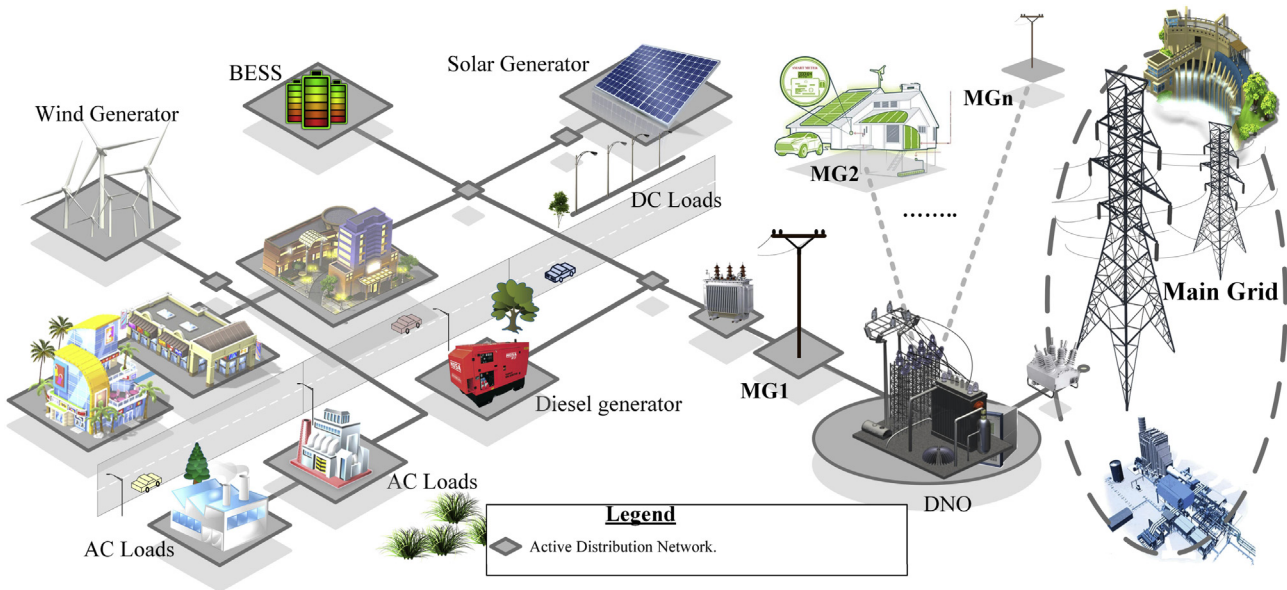 BESS
Solar Generator
Wind Generator
MGn
MG2
DC Loads
........
Main Grid
MG1
Diesel generator
AC Loads
DNO
AC Loads
Legend
Active Distribution Network.